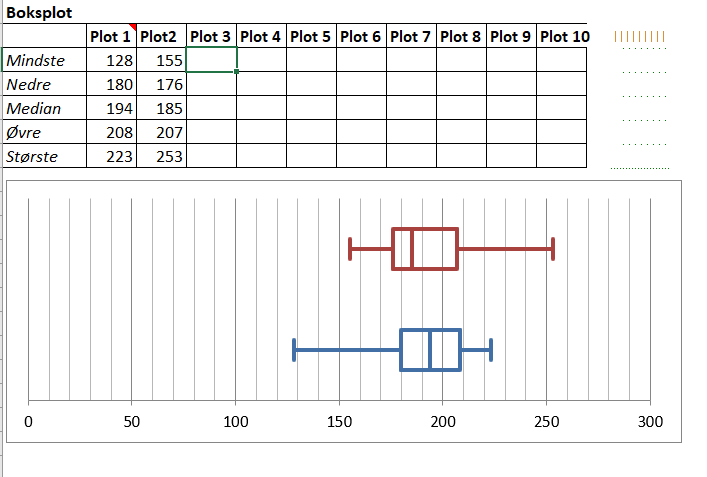 Boksplot
Plot 1 Plot2 Plot 3 Plot 4 Plot 5 Plot 6 Plot 7 Plot 8 Plot 9 Plot 10
Mindste 128 155
Nedre 180 176
Median 194 185
Øvre 208 207
Største 223 253
0 50 100 150 200 250 300